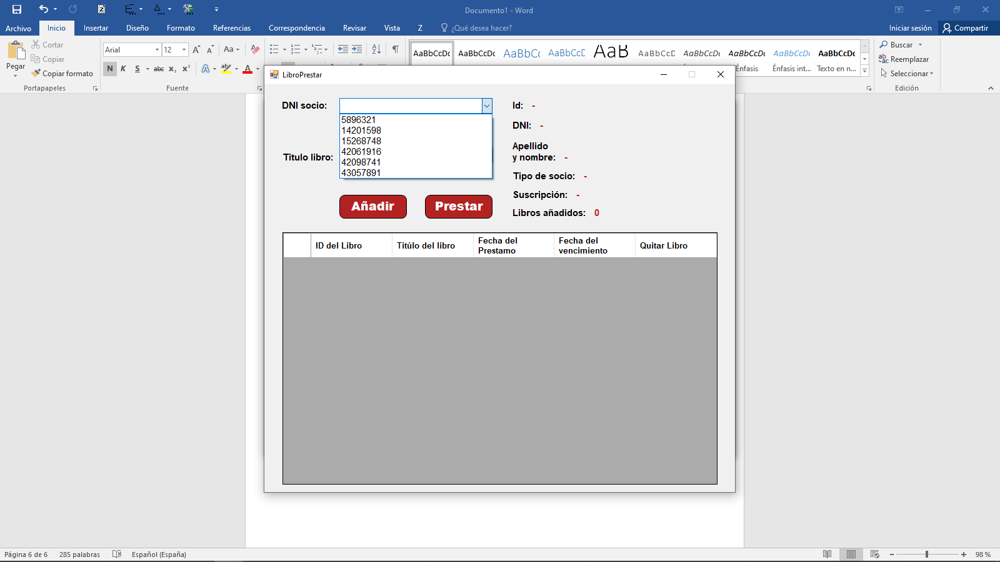 Documento1 - Word
Archivo Inicio Insertar Diseño Formato Referencias Correspondencia Revisar Vista Z ¿Qué desea hacer? Iniciar sesión Compartir
Pegar
Cortar
Copiar
Copiar formato
Portapapeles
Arial 12
N K S abc x₂ x²
Fuente
AaBbCcDc AaBbCcDc AaBbCc AaBbCcD AaB AaBbCcD AaBbCcDc AaBbCcDc AaBbCcDc AaBbCcDc
Énfasis Énfasis int... Texto en n...
Buscar
Reemplazar
Seleccionar
Edición
LibroPrestar
DNI socio:
5896321
14201598
15268748
42061916
42098741
43057891
Titulo libro:
Añadir Prestar
Id: -
DNI: -
Apellido
y nombre: -
Tipo de socio: -
Suscripción: -
Libros añadidos: 0
ID del Libro
Titúlo del libro
Fecha del
Prestamo
Fecha del
vencimiento
Quitar Libro
Página 6 de 6 285 palabras Español (España) 98 %